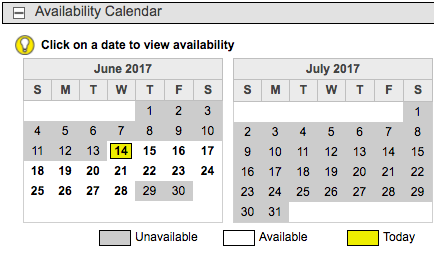 Availability Calendar
Click on a date to view availability
June 2017
S M T W T F S
1 2 3
4 5 6 7 8 9 10
11 12 13 14 15 16 17
18 19 20 21 22 23 24
25 26 27 28 29 30
July 2017
S M T W T F S
1
2 3 4 5 6 7 8
9 10 11 12 13 14 15
16 17 18 19 20 21 22
23 24 25 26 27 28 29
30 31
Unavailable Available Today